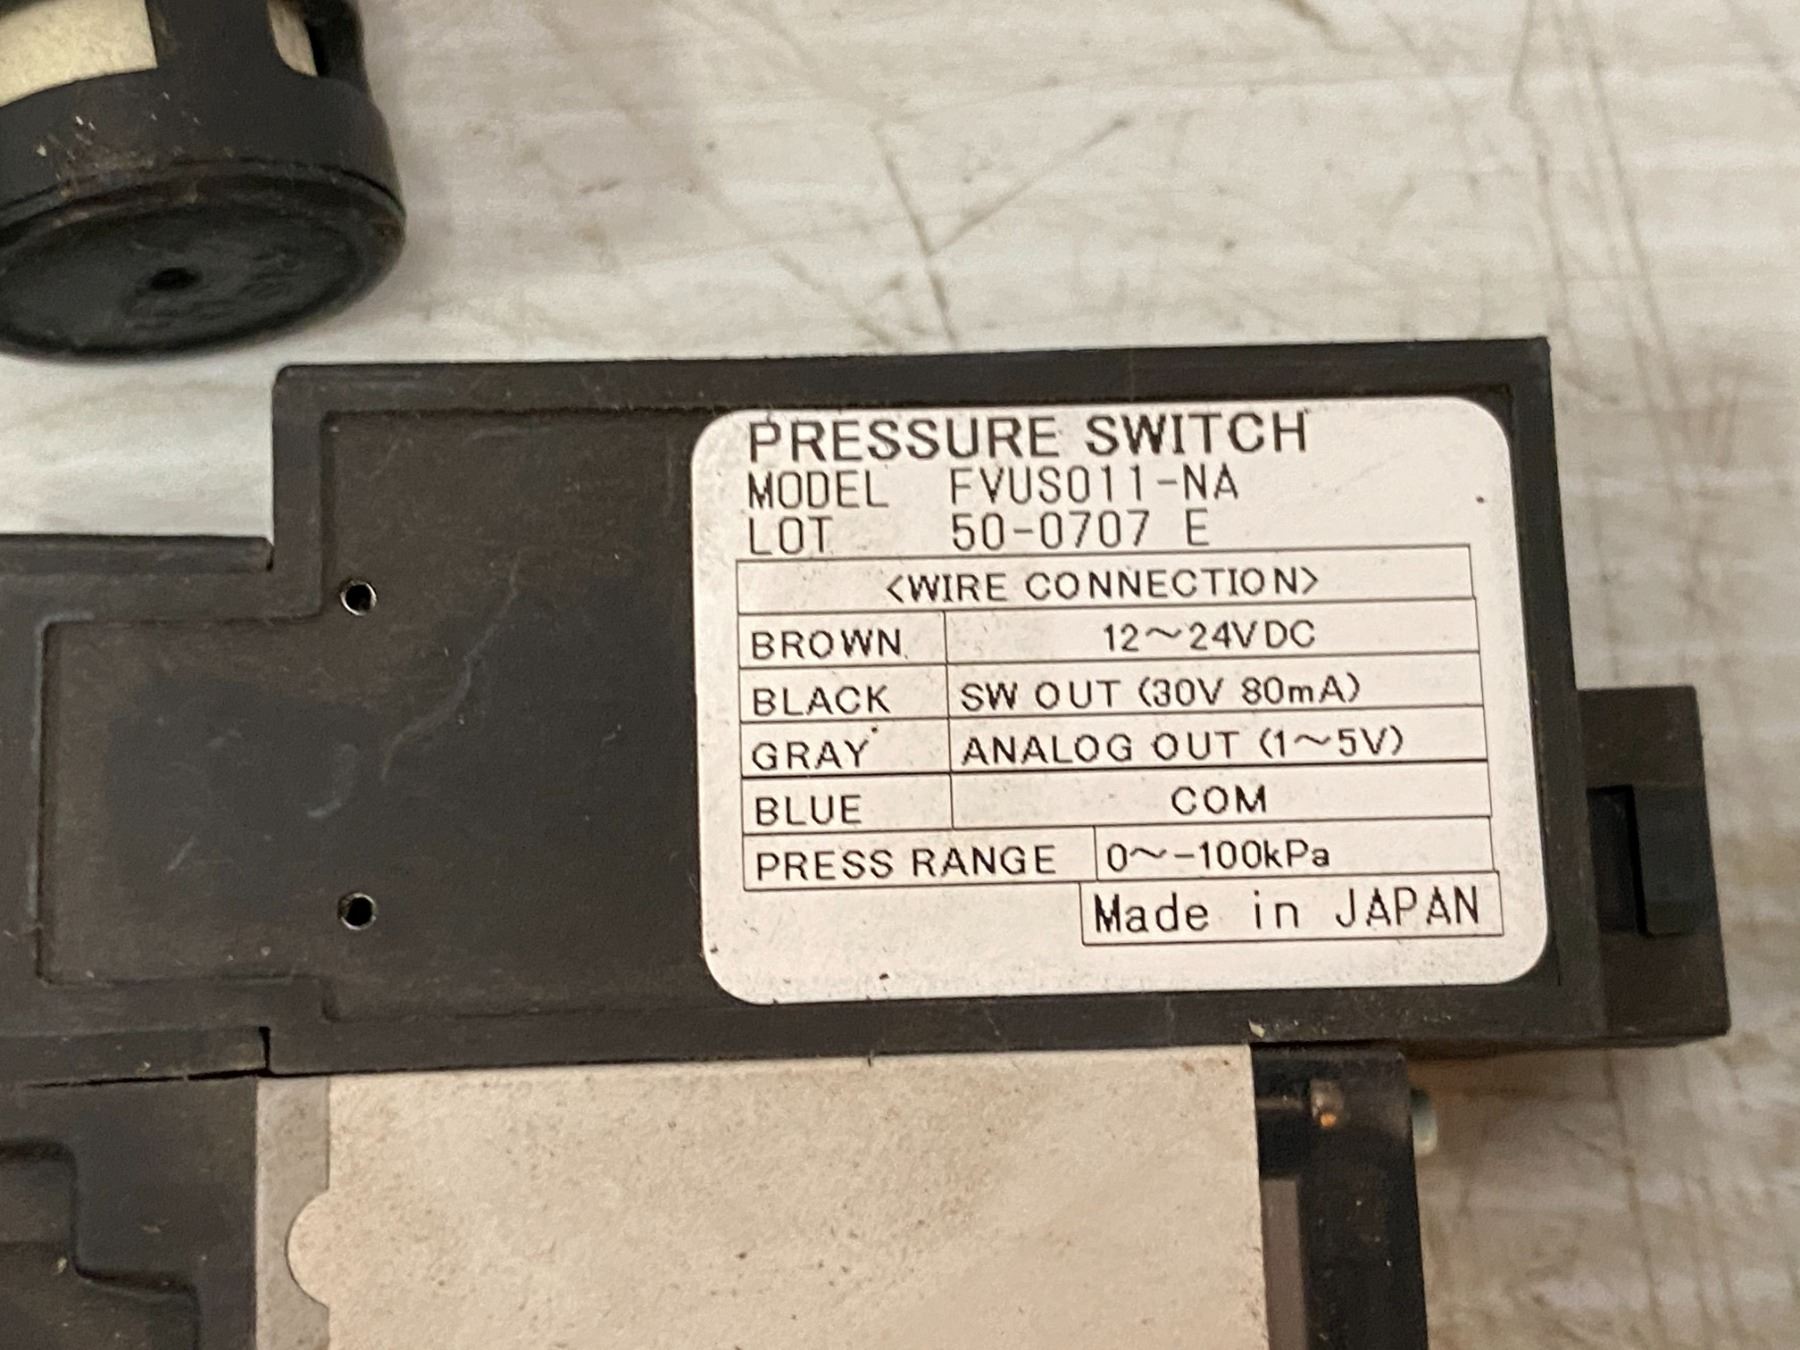 PRESSURE SWITCH
MODEL FVUS011-NA
LOT 50-0707 E
<WIRE CONNECTION>
BROWN 12～24VDC
BLACK SW OUT (30V 80mA)
GRAY ANALOG OUT (1～5V)
BLUE COM
PRESS RANGE 0～-100kPa
Made in JAPAN